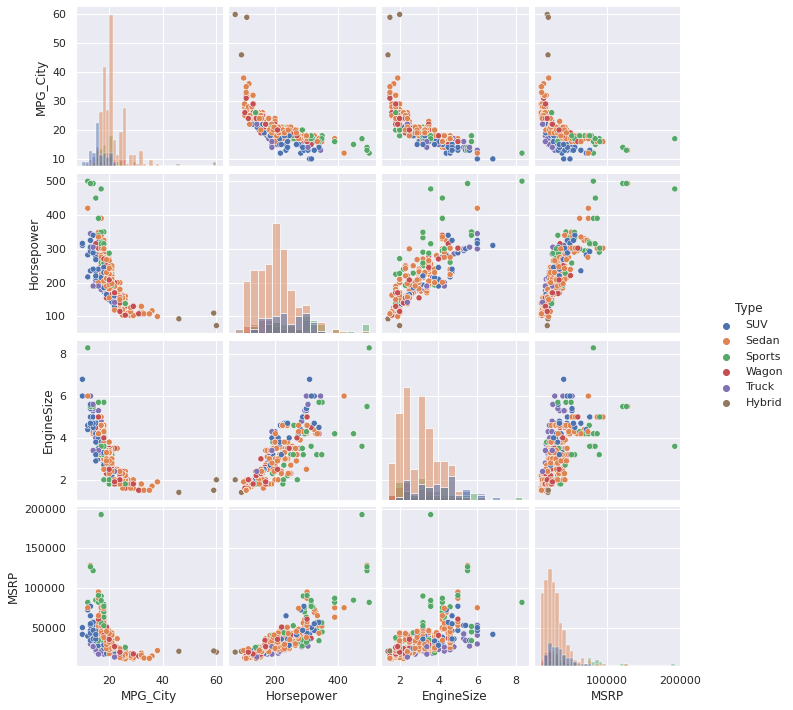 60
50
40
30
20
10
MPG_City
500
400
300
200
100
Horsepower
8
6
4
2
EngineSize
200000
150000
100000
50000
MSRP
20 40 60
MPG_City
200 400
Horsepower
2 4 6 8
EngineSize
100000 200000
MSRP
Type
SUV
Sedan
Sports
Wagon
Truck
Hybrid